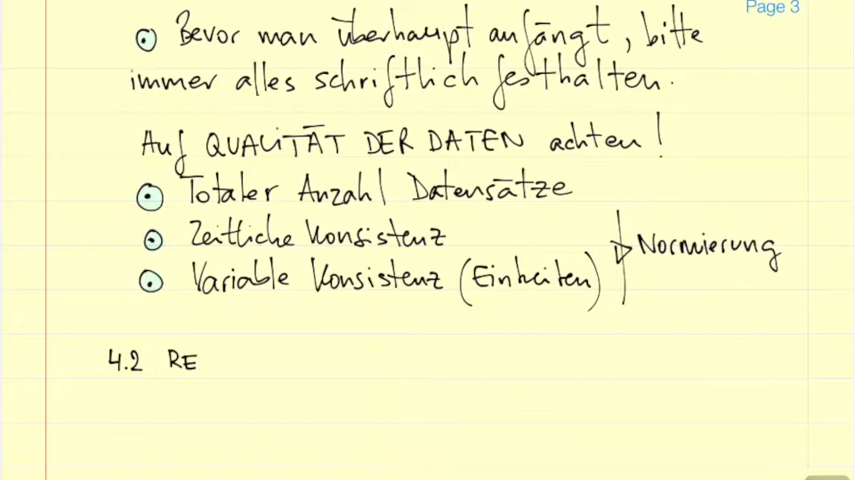 Page 3
Bevor man überhaupt anfängt, bitte
immer alles schriftlich festhalten.
Auf QUALITÄT DER DATEN achten!
Totaler Anzahl Datensätze
Zeitliche Konsistenz
Normierung
Variable Konsistenz (Einheiten)
4.2 RE